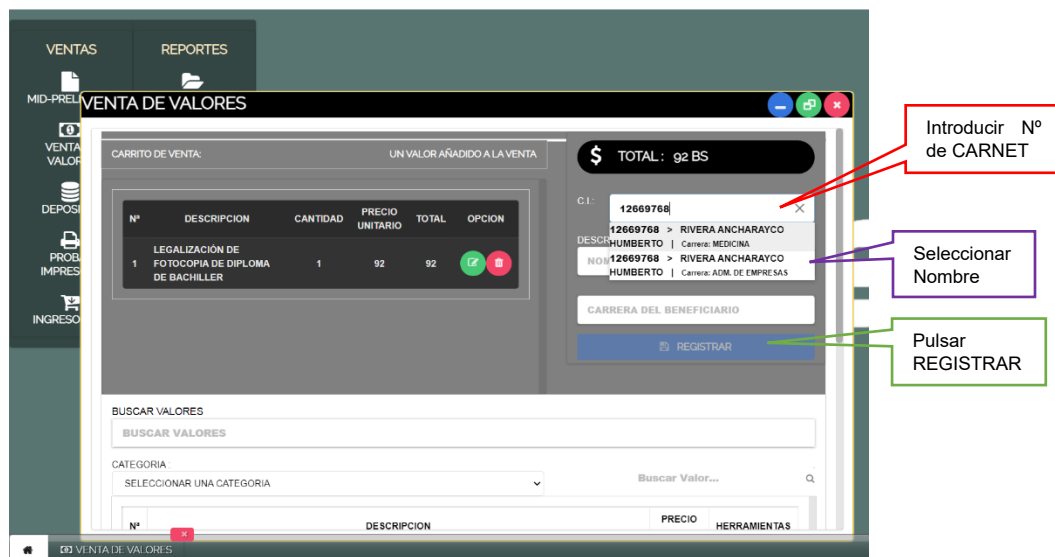 VENTAS
REPORTES
MID-PREL
VENTA DE VALORES
VENTA
VALOR
DEPOSI
PROB
IMPRES
INGRESO
CARRITO DE VENTA:
UN VALOR AÑADIDO A LA VENTA
Nº DESCRIPCION CANTIDAD PRECIO UNITARIO TOTAL OPCION
LEGALIZACIÓN DE
1 FOTOCOPIA DE DIPLOMA 1 92 92
DE BACHILLER
$ TOTAL: 92 BS
C.I.:
12669768
DESCR
12669768 > RIVERA ANCHARAYCO
HUMBERTO | Carrera: MEDICINA
NOM
12669768 > RIVERA ANCHARAYCO
HUMBERTO | Carrera: ADM. DE EMPRESAS
CARRERA DEL BENEFICIARIO
REGISTRAR
BUSCAR VALORES
BUSCAR VALORES
CATEGORIA:
SELECCIONAR UNA CATEGORIA
Buscar Valor...
Nª DESCRIPCION PRECIO HERRAMIENTAS
VENTA DE VALORES
Introducir Nº
de CARNET
Seleccionar
Nombre
Pulsar
REGISTRAR